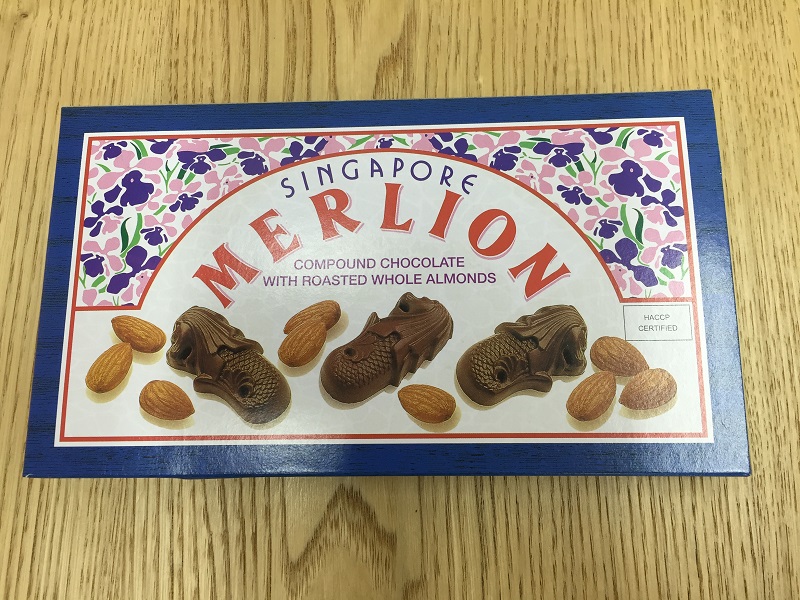 SINGAPORE
MERLION
COMPOUND CHOCOLATE
WITH ROASTED WHOLE ALMONDS
HACCP
CERTIFIED